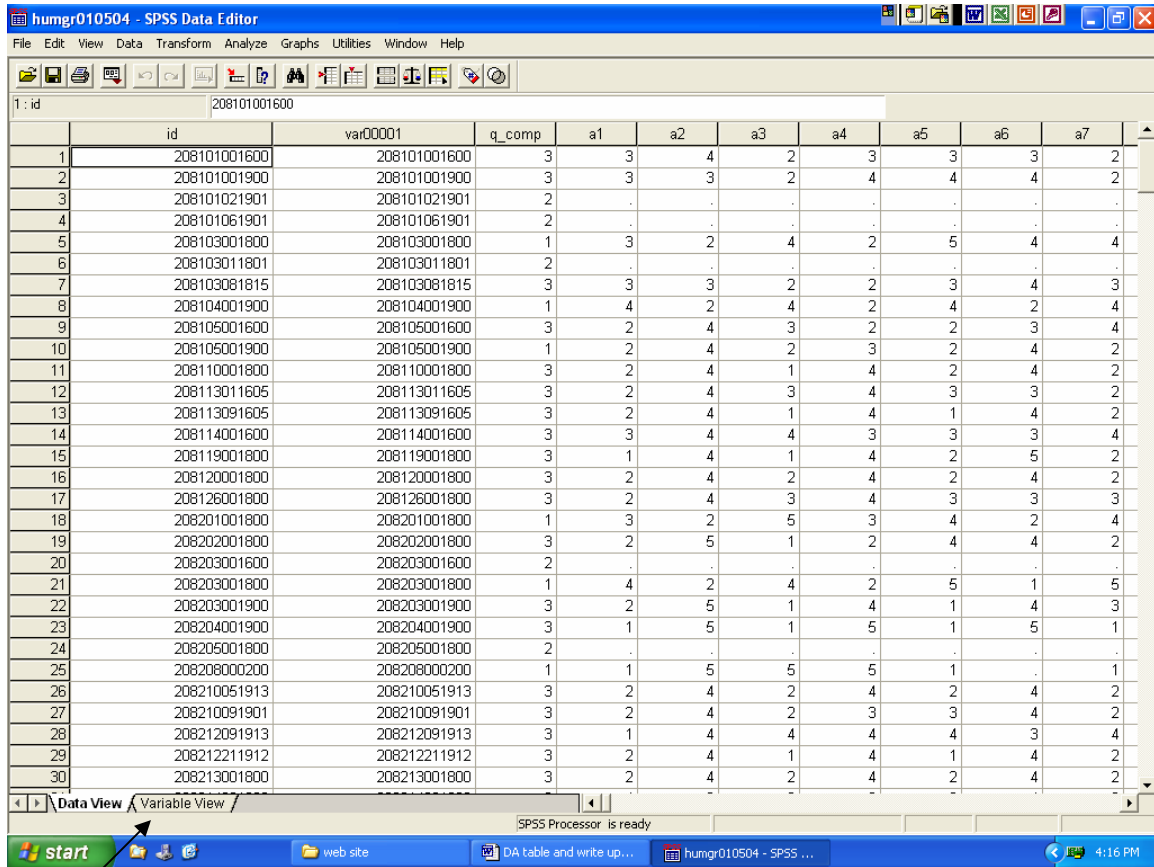 humgr010504 - SPSS Data Editor
File Edit View Data Transform Analyze Graphs Utilities Window Help
1 : id 208101001600
id var00001 q_comp a1 a2 a3 a4 a5 a6 a7
1 208101001600 208101001600 3 3 4 2 3 3 3 2
2 208101001900 208101001900 3 3 3 2 4 4 4 2
3 208101021901 208101021901 2 . . . . . . .
4 208101061901 208101061901 2 . . . . . . .
5 208103001800 208103001800 1 3 2 4 2 5 4 4
6 208103011801 208103011801 2 . . . . . . .
7 208103081815 208103081815 3 3 3 2 2 3 4 3
8 208104001900 208104001900 1 4 2 4 2 4 2 4
9 208105001600 208105001600 3 2 4 3 2 2 3 4
10 208105001900 208105001900 1 2 4 2 3 2 4 2
11 208110001800 208110001800 3 2 4 1 4 2 4 2
12 208113011605 208113011605 3 2 4 3 4 3 3 2
13 208113091605 208113091605 3 2 4 1 4 1 4 2
14 208114001600 208114001600 3 3 4 4 3 3 3 4
15 208119001800 208119001800 3 1 4 1 4 2 5 2
16 208120001800 208120001800 3 2 4 2 4 2 4 2
17 208126001800 208126001800 3 2 4 3 4 3 3 3
18 208201001800 208201001800 1 3 2 5 3 4 2 4
19 208202001800 208202001800 3 2 5 1 2 4 4 2
20 208203001600 208203001600 2 . . . . . . .
21 208203001800 208203001800 1 4 2 4 2 5 1 5
22 208203001900 208203001900 3 2 5 1 4 1 4 3
23 208204001900 208204001900 3 1 5 1 5 1 5 1
24 208205001800 208205001800 2 . . . . . . .
25 208208000200 208208000200 1 1 5 5 5 1 . 1
26 208210051913 208210051913 3 2 4 2 4 2 4 2
27 208210091901 208210091901 3 2 4 2 3 3 4 2
28 208212091913 208212091913 3 1 4 4 4 4 3 4
29 208212211912 208212211912 3 2 4 1 4 1 4 2
30 208213001800 208213001800 3 2 4 2 4 2 4 2
Data View Variable View
SPSS Processor is ready
start web site DA table and write up... humgr010504 - SPSS ... 4:16 PM